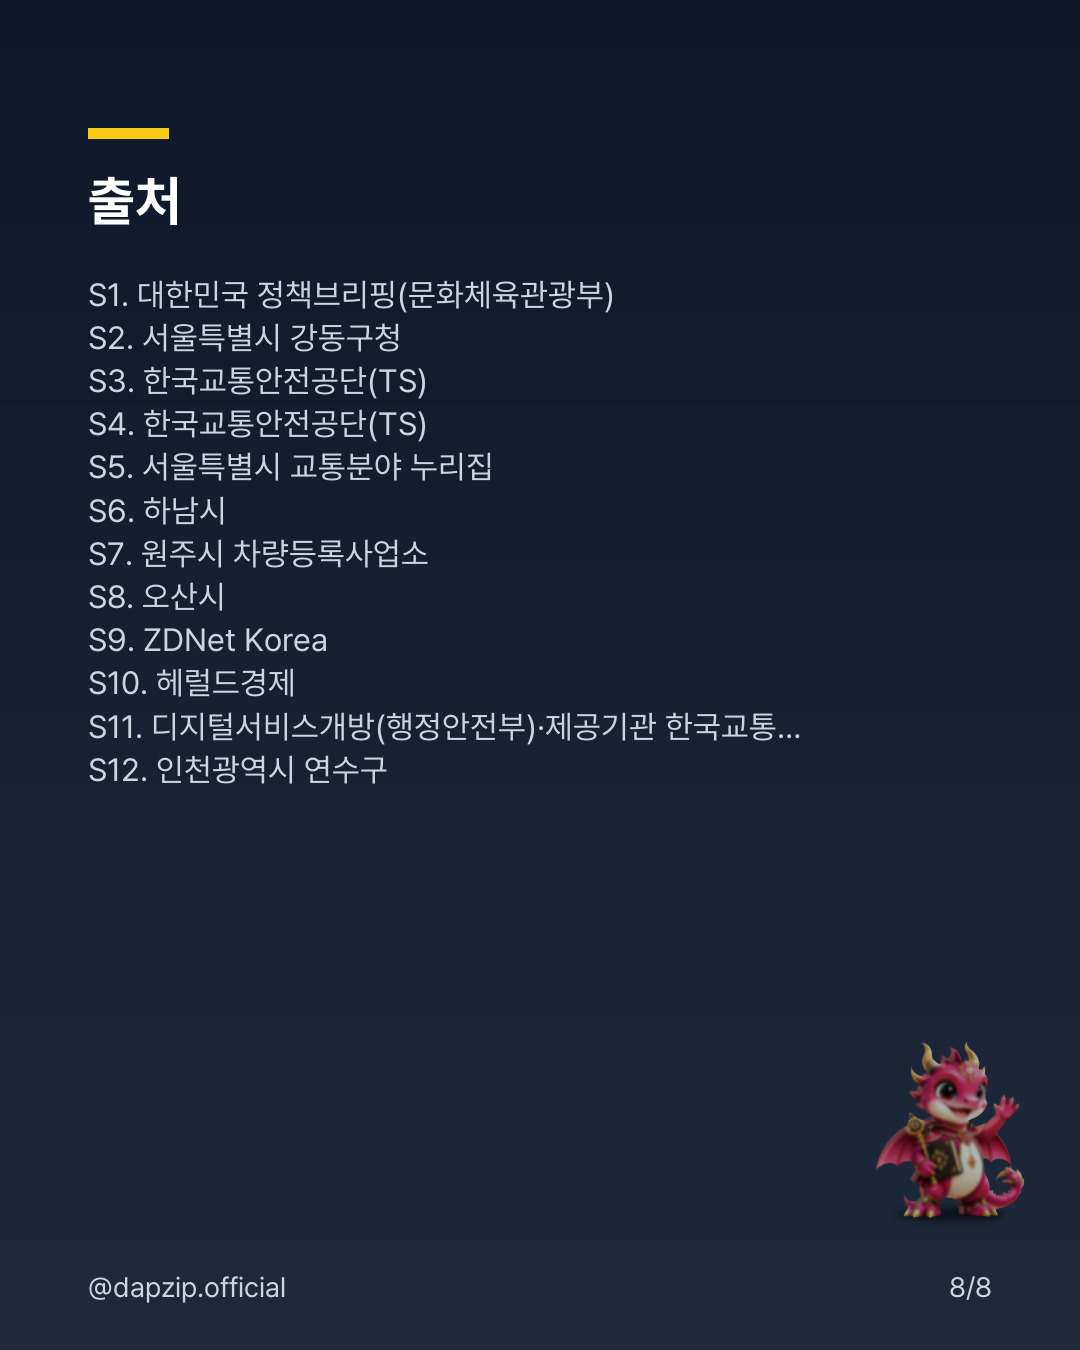 출처
S1. 대한민국 정책브리핑(문화체육관광부)
S2. 서울특별시 강동구청
S3. 한국교통안전공단(TS)
S4. 한국교통안전공단(TS)
S5. 서울특별시 교통분야 누리집
S6. 하남시
S7. 원주시 차량등록사업소
S8. 오산시
S9. ZDNet Korea
S10. 헤럴드경제
S11. 디지털서비스개방(행정안전부)·제공기관 한국교통...
S12. 인천광역시 연수구
@dapzip.official
8/8